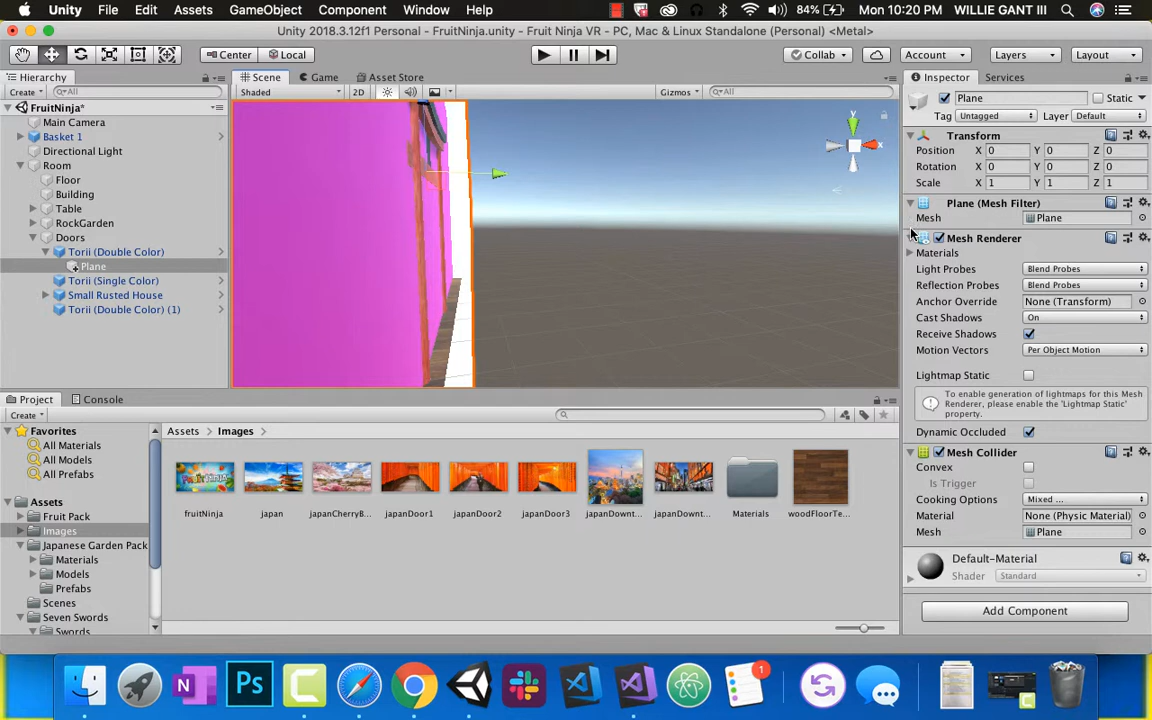 Unity File Edit Assets GameObject Component Window Help 84% Mon 10:20 PM WILLIE GANT III
Unity 2018.3.12f1 Personal - FruitNinja.unity - Fruit Ninja VR - PC, Mac & Linux Standalone (Personal) <Metal>
Center Local Collab Account Layers Layout
Hierarchy Scene Game Asset Store Inspector Services
Create All Shaded 2D Gizmos All Plane Static
FruitNinja*
Tag Untagged Layer Default
Main Camera
Basket 1
Directional Light
Room
Floor
Building
Table
RockGarden
Doors
Torii (Double Color)
Plane
Torii (Single Color)
Small Rusted House
Torii (Double Color) (1)
y
x
Transform
Position X 0 Y 0 Z 0
Rotation X 0 Y 0 Z 0
Scale X 1 Y 1 Z 1
Plane (Mesh Filter)
Mesh Plane
Mesh Renderer
Materials
Light Probes Blend Probes
Reflection Probes Blend Probes
Anchor Override None (Transform)
Cast Shadows On
Receive Shadows
Motion Vectors Per Object Motion
Lightmap Static
To enable generation of lightmaps for this Mesh
Renderer, please enable the 'Lightmap Static'
property.
Dynamic Occluded
Mesh Collider
Convex
Is Trigger
Cooking Options Mixed ...
Material None (Physic Material)
Mesh Plane
Default-Material
Shader Standard
Add Component
Project Console
Create
Favorites
All Materials
All Models
All Prefabs
Assets
Fruit Pack
Images
Japanese Garden Pack
Materials
Models
Prefabs
Scenes
Seven Swords
Swords
Assets Images
fruitNinja japan japanCherryB... japanDoor1 japanDoor2 japanDoor3 japanDownt... japanDownt... Materials woodFloorTe...
N Ps C 1